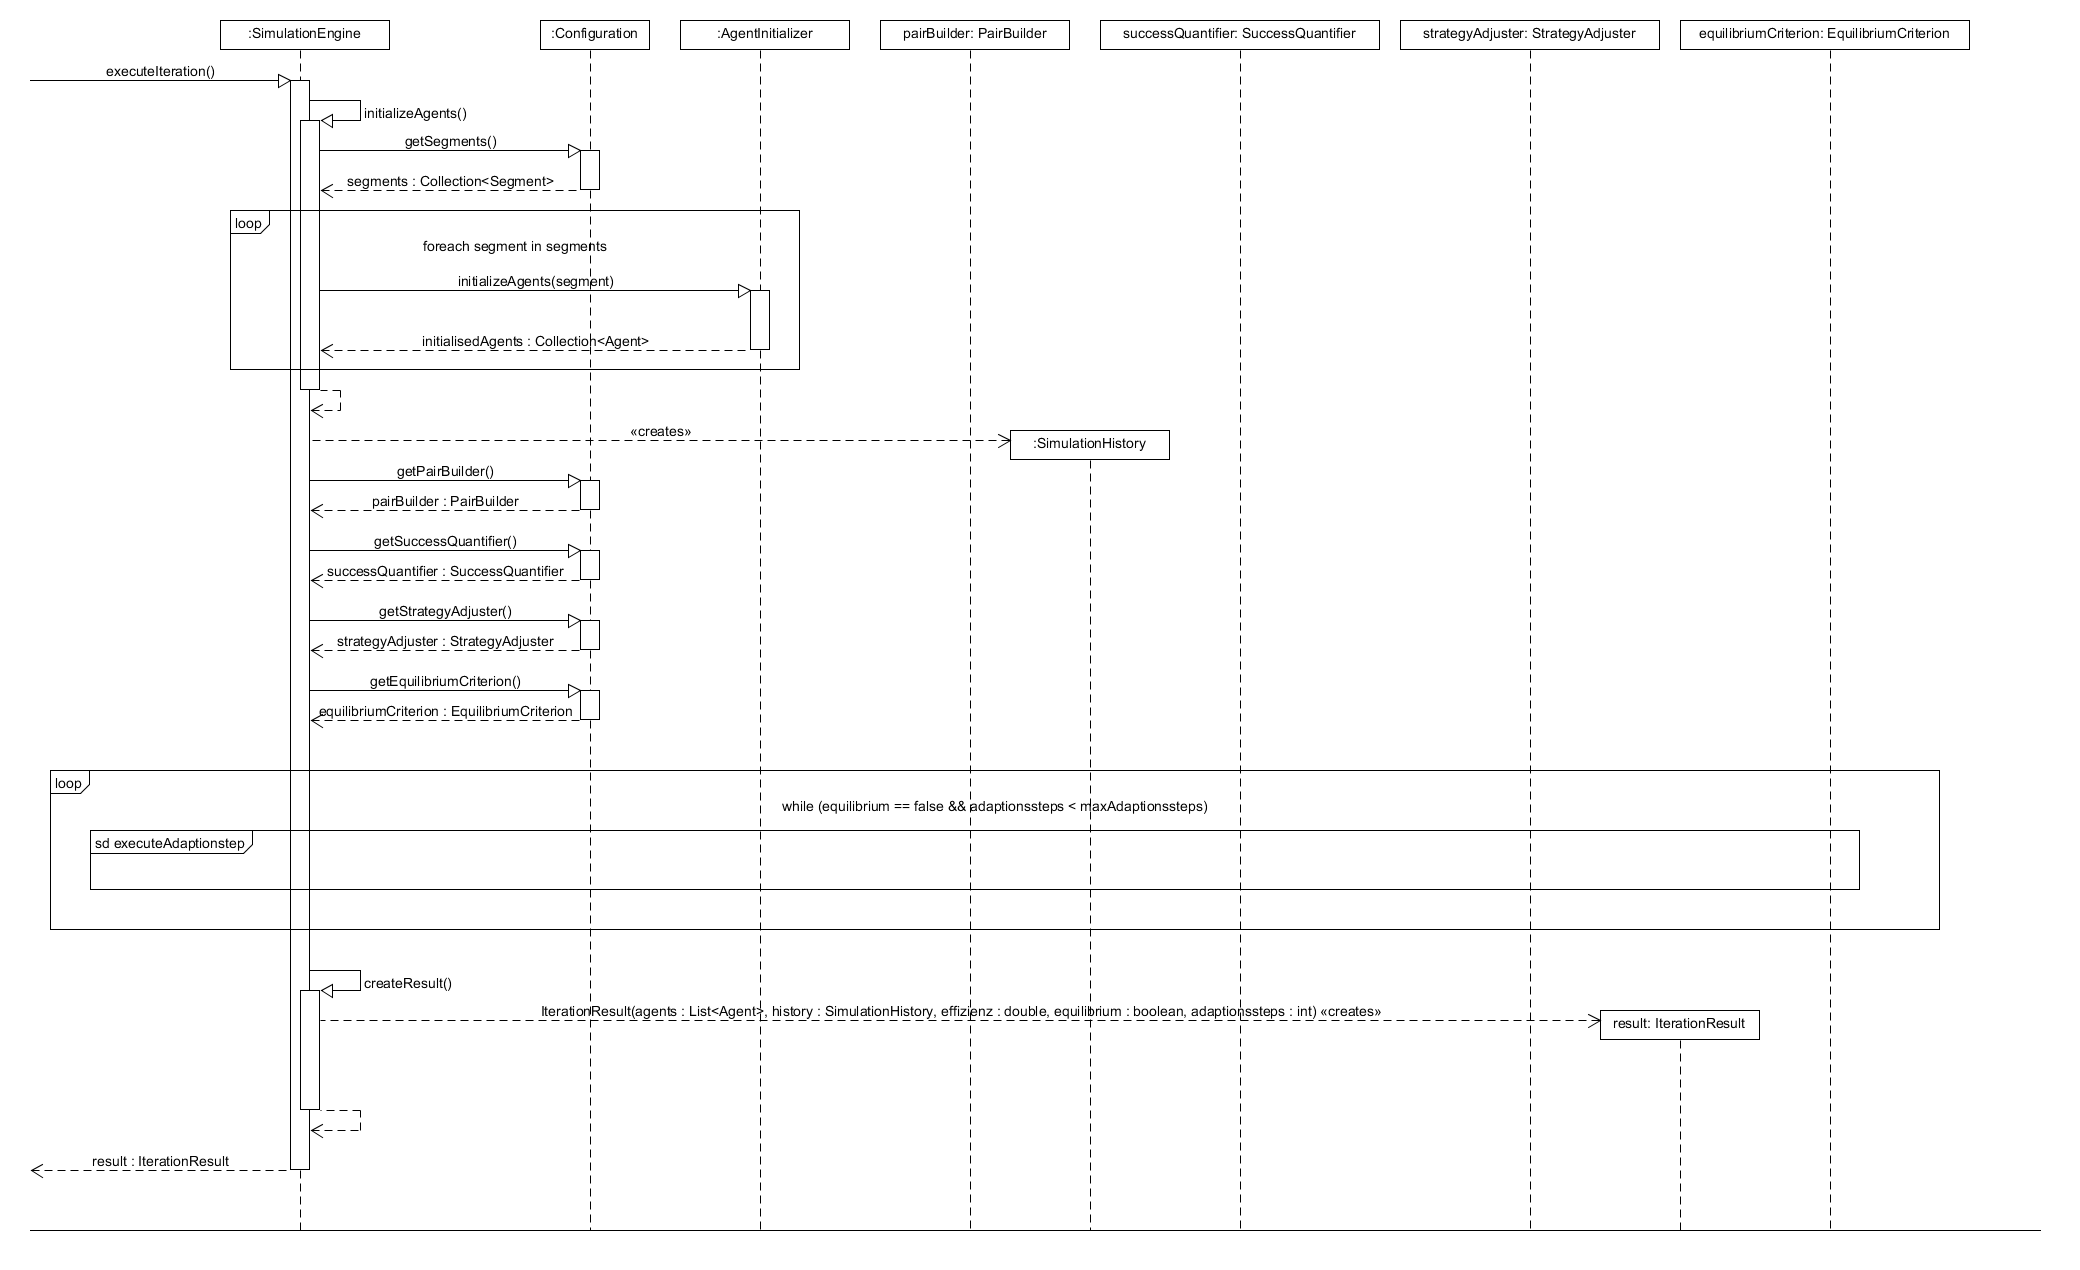 :SimulationEngine
:Configuration
:AgentInitializer
pairBuilder: PairBuilder
successQuantifier: SuccessQuantifier
strategyAdjuster: StrategyAdjuster
equilibriumCriterion: EquilibriumCriterion
executeIteration()
initializeAgents()
getSegments()
segments : Collection<Segment>
loop
foreach segment in segments
initializeAgents(segment)
initialisedAgents : Collection<Agent>
«creates»
:SimulationHistory
getPairBuilder()
pairBuilder : PairBuilder
getSuccessQuantifier()
successQuantifier : SuccessQuantifier
getStrategyAdjuster()
strategyAdjuster : StrategyAdjuster
getEquilibriumCriterion()
equilibriumCriterion : EquilibriumCriterion
loop
while (equilibrium == false && adaptionssteps < maxAdaptionssteps)
sd executeAdaptionstep
createResult()
IterationResult(agents : List<Agent>, history : SimulationHistory, effizienz : double, equilibrium : boolean, adaptionssteps : int) «creates»
result: IterationResult
result : IterationResult